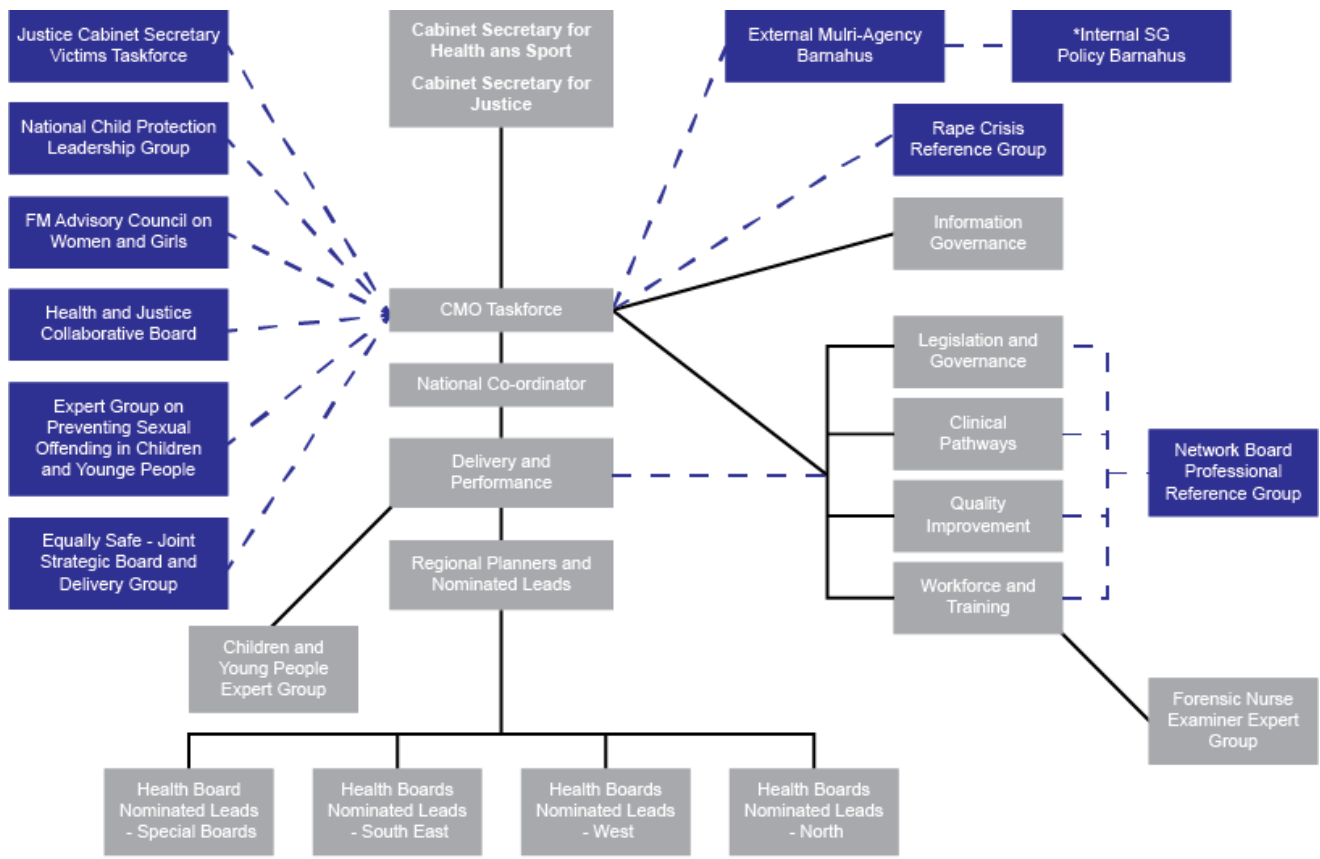 Justice Cabinet Secretary
Victims Taskforce
National Child Protection
Leadership Group
FM Advisory Council on
Women and Girls
Health and Justice
Collaborative Board
Expert Group on
Preventing Sexual
Offending in Children
and Younge People
Equally Safe - Joint
Strategic Board and
Delivery Group
Cabinet Secretary for
Health ans Sport
Cabinet Secretary for
Justice
CMO Taskforce
National Co-ordinator
Delivery and
Performance
Regional Planners and
Nominated Leads
Children and
Young People
Expert Group
Health Board
Nominated Leads
- Special Boards
Health Boards
Nominated Leads
- South East
Health Boards
Nominated Leads
- West
Health Boards
Nominated Leads
- North
External Mulri-Agency
Barnahus
*Internal SG
Policy Barnahus
Rape Crisis
Reference Group
Information
Governance
Legislation and
Governance
Clinical
Pathways
Quality
Improvement
Workforce and
Training
Network Board
Professional
Reference Group
Forensic Nurse
Examiner Expert
Group